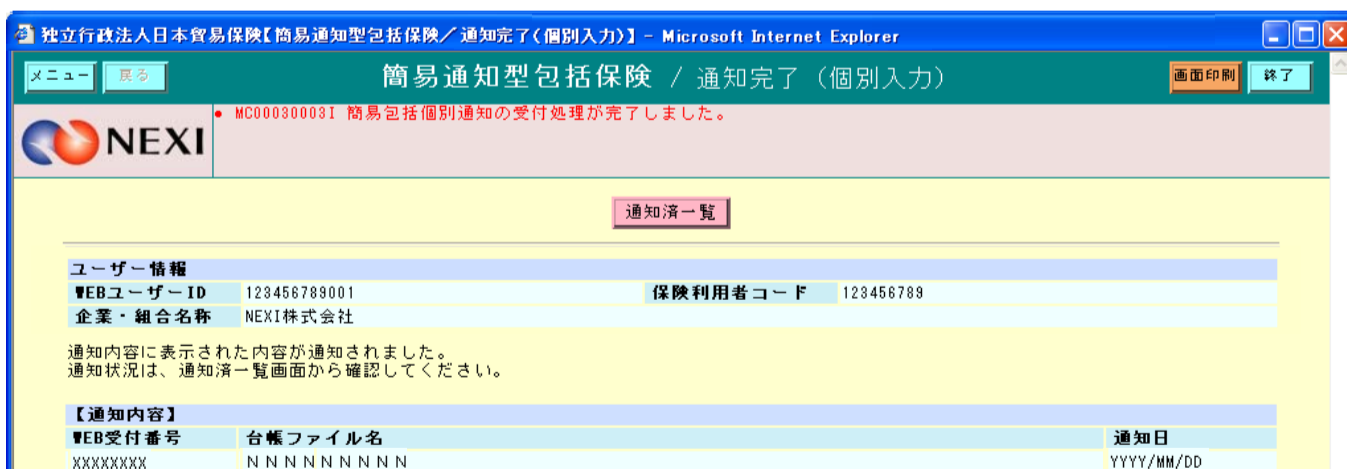 独立行政法人日本貿易保険【簡易通知型包括保険／通知完了(個別入力)】 - Microsoft Internet Explorer
メニュー 戻る 簡易通知型包括保険 / 通知完了（個別入力） 画面印刷 終了
NEXI ● MC00030003I 簡易包括個別通知の受付処理が完了しました。
通知済一覧
ユーザー情報
WEBユーザーID 123456789001 保険利用者コード 123456789
企業・組合名称 NEXI株式会社
通知内容に表示された内容が通知されました。
通知状況は、通知済一覧画面から確認してください。
【通知内容】
WEB受付番号 台帳ファイル名 通知日
XXXXXXXX ＮＮＮＮＮＮＮＮＮ YYYY/MM/DD